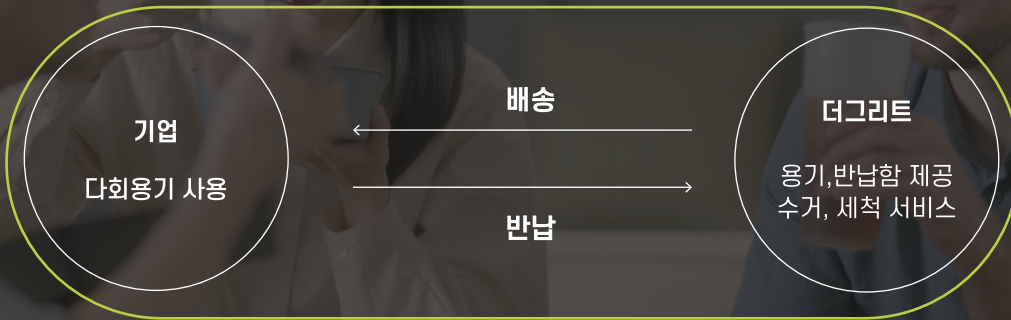 기업
다회용기 사용
배송
반납
더그리트
용기,반납함 제공
수거, 세척 서비스